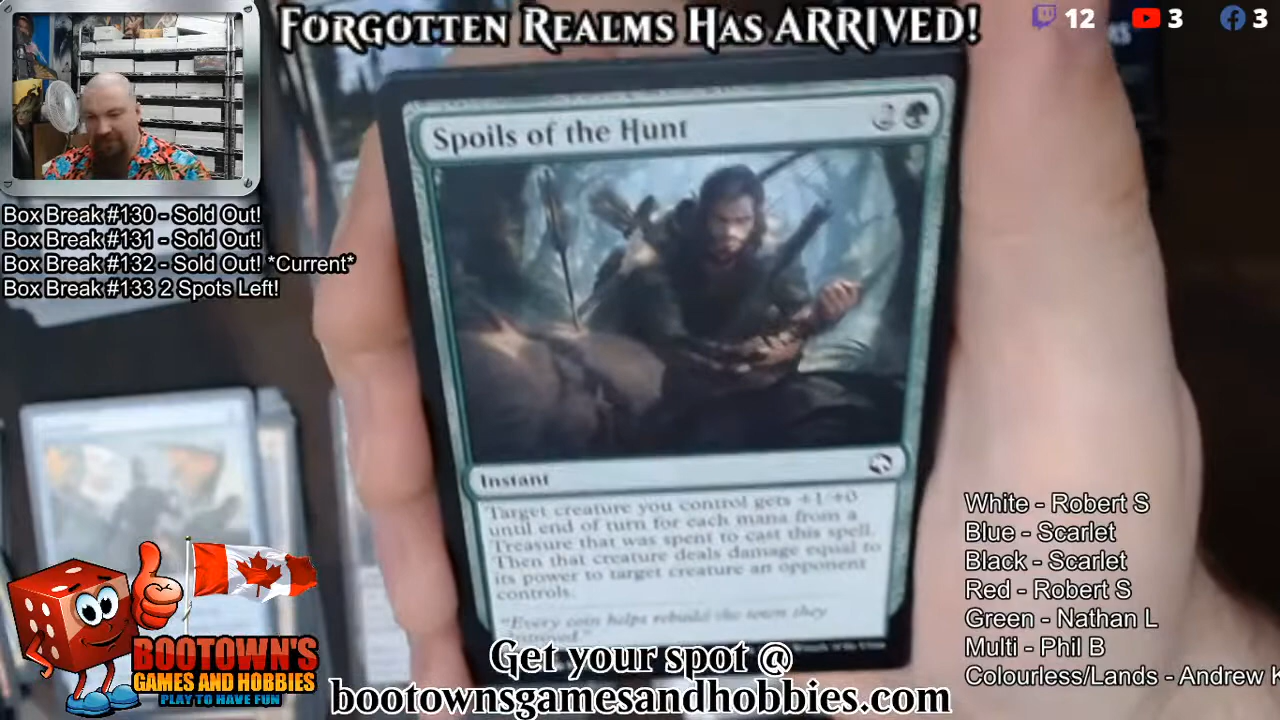 FORGOTTEN REALMS HAS ARRIVED!
12
3
3
Box Break #130 - Sold Out!
Box Break #131 - Sold Out!
Box Break #132 - Sold Out! *Current*
Box Break #133 2 Spots Left!
Spoils of the Hunt
2
Instant
Target creature you control gets +1/+0
until end of turn for each mana from a
Treasure that was spent to cast this spell.
Then that creature deals damage equal to
its power to target creature an opponent
controls.
"Every coin helps rebuild the town they
White - Robert S
Blue - Scarlet
Black - Scarlet
Red - Robert S
Green - Nathan L
Multi - Phil B
Colourless/Lands - Andrew K
BOOTOWN'S
GAMES AND HOBBIES
PLAY TO HAVE FUN
Get your spot @
bootownsgamesandhobbies.com